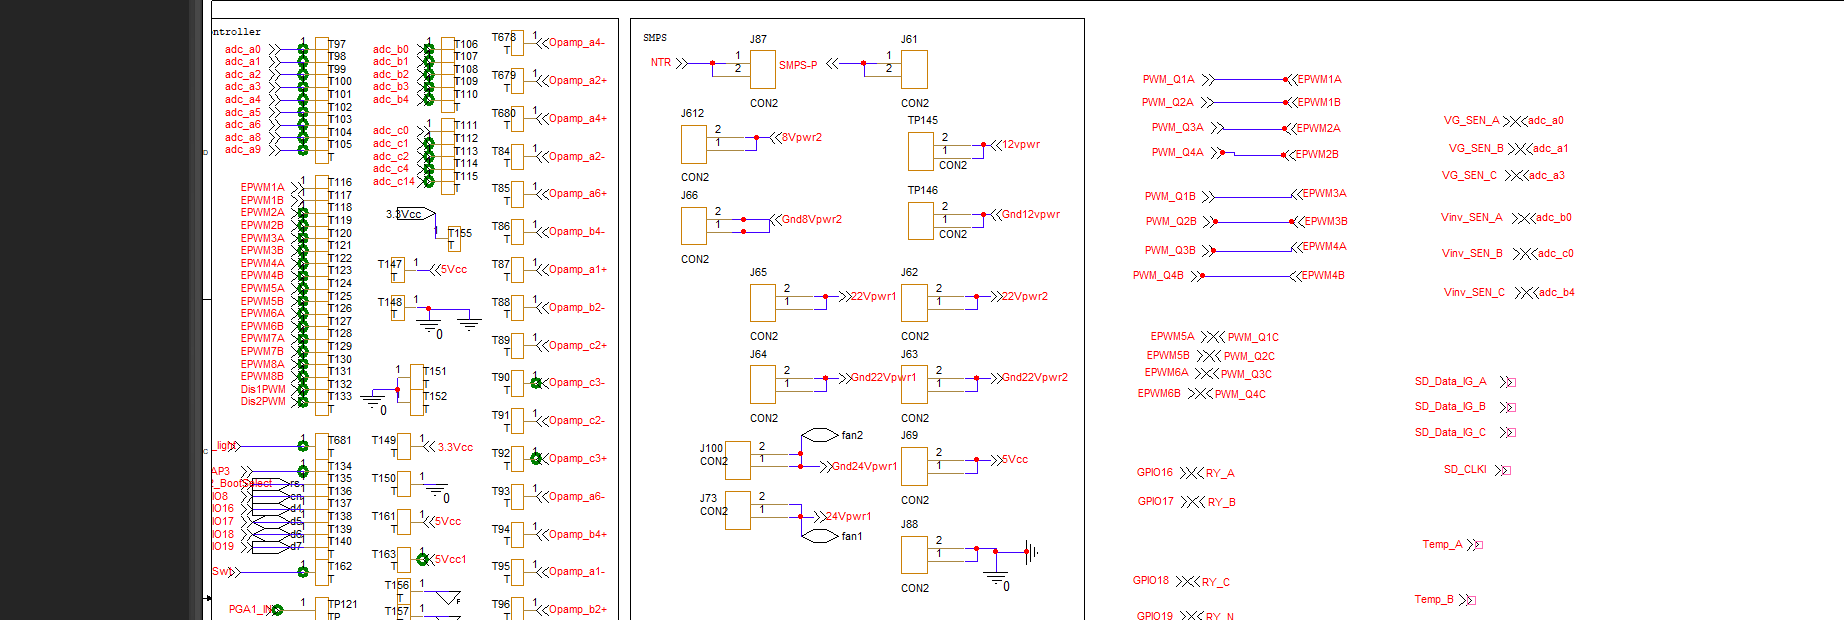 ntroller
adc_a0
adc_a1
adc_a2
adc_a3
adc_a4
adc_a5
adc_a6
adc_a8
adc_a9
1
T97
T98
T99
T100
T101
T102
T103
T104
T105
T
EPWM1A
EPWM1B
EPWM2A
EPWM2B
EPWM3A
EPWM3B
EPWM4A
EPWM4B
EPWM5A
EPWM5B
EPWM6A
EPWM6B
EPWM7A
EPWM7B
EPWM8A
EPWM8B
Dis1PWM
Dis2PWM
1
T116
T117
T118
T119
T120
T121
T122
T123
T124
T125
T126
T127
T128
T129
T130
T131
T132
T133
T
_light
1
T681
T
AP3
_BootSelect
IO8
IO16
IO17
IO18
IO19
rs
en
d4
d5
d6
d7
1
T134
T135
T136
T137
T138
T139
T140
T
Sw1
1
T162
T
PGA1_IN
1
TP121
TP
adc_b0
adc_b1
adc_b2
adc_b3
adc_b4
1
T106
T107
T108
T109
T110
T
adc_c0
adc_c1
adc_c2
adc_c4
adc_c14
1
T111
T112
T113
T114
T115
T
3.3Vcc
1
T155
T
T147
T
1
5Vcc
T148
T
1
0
1
T151
T
T152
T
0
T149
T
1
3.3Vcc
T150
T
1
0
T161
T
1
5Vcc
T163
T
1
5Vcc1
T156
T
1
F
T157
1
T678
T
1
Opamp_a4-
T679
T
1
Opamp_a2+
T680
T
1
Opamp_a4+
T84
T
1
Opamp_a2-
T85
T
1
Opamp_a6+
T86
T
1
Opamp_b4-
T87
T
1
Opamp_a1+
T88
T
1
Opamp_b2-
T89
T
1
Opamp_c2+
T90
T
1
Opamp_c3-
T91
T
1
Opamp_c2-
T92
T
1
Opamp_c3+
T93
T
1
Opamp_a6-
T94
T
1
Opamp_b4+
T95
T
1
Opamp_a1-
T96
T
1
Opamp_b2+
SMPS
NTR
1
2
J87
CON2
SMPS-P
1
2
J61
CON2
J612
2
1
CON2
8Vpwr2
TP145
2
1
CON2
12vpwr
J66
2
1
CON2
Gnd8Vpwr2
TP146
2
1
CON2
Gnd12vpwr
J65
2
1
CON2
22Vpwr1
J62
2
1
CON2
22Vpwr2
J64
2
1
CON2
Gnd22Vpwr1
J63
2
1
CON2
Gnd22Vpwr2
J100
CON2
2
1
fan2
Gnd24Vpwr1
J69
2
1
CON2
5Vcc
J73
CON2
2
1
24Vpwr1
fan1
J88
2
1
CON2
0
PWM_Q1A EPWM1A
PWM_Q2A EPWM1B
PWM_Q3A EPWM2A
PWM_Q4A EPWM2B
PWM_Q1B EPWM3A
PWM_Q2B EPWM3B
PWM_Q3B EPWM4A
PWM_Q4B EPWM4B
EPWM5A PWM_Q1C
EPWM5B PWM_Q2C
EPWM6A PWM_Q3C
EPWM6B PWM_Q4C
GPIO16 RY_A
GPIO17 RY_B
GPIO18 RY_C
GPIO19 RY_N
VG_SEN_A adc_a0
VG_SEN_B adc_a1
VG_SEN_C adc_a3
Vinv_SEN_A adc_b0
Vinv_SEN_B adc_c0
Vinv_SEN_C adc_b4
SD_Data_IG_A
SD_Data_IG_B
SD_Data_IG_C
SD_CLKI
Temp_A
Temp_B